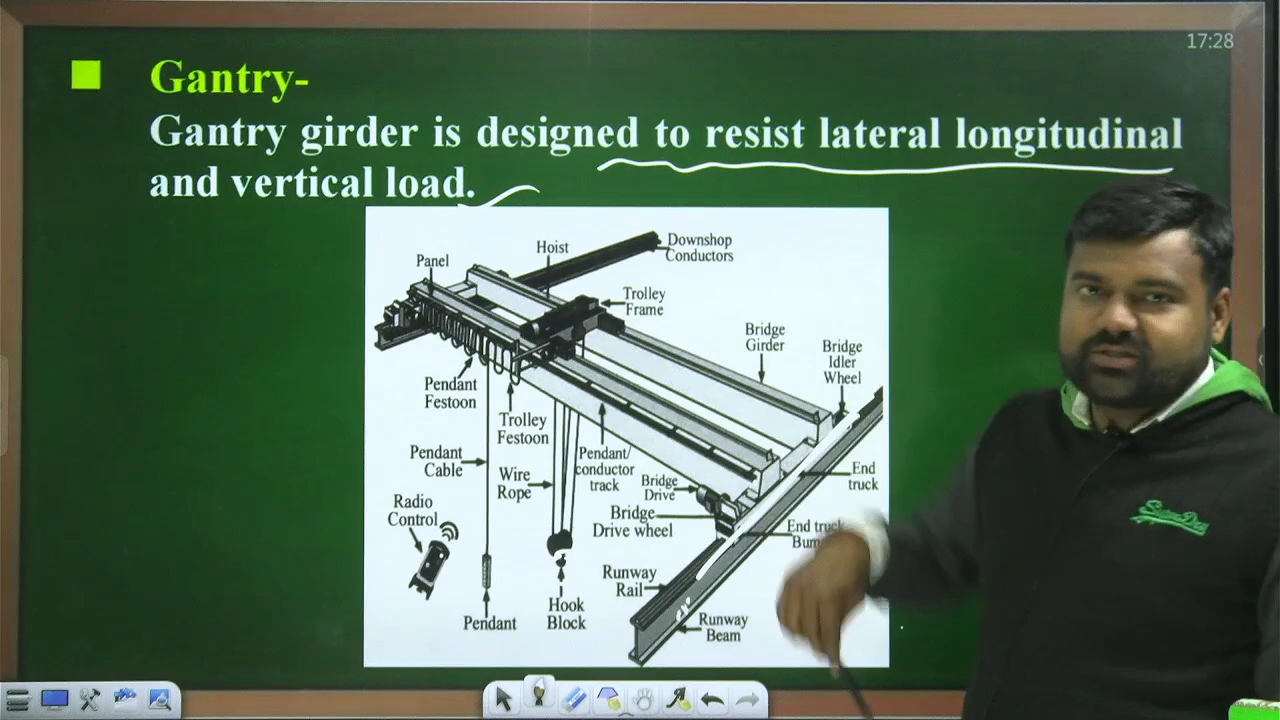 17:28
Gantry-
Gantry girder is designed to resist lateral longitudinal
and vertical load.
Hoist
Downshop
Conductors
Panel
Trolley
Frame
Bridge
Girder
Bridge
Idler
Wheel
Pendant
Festoon
Trolley
Festoon
Pendant
Cable
Wire
Rope
Pendant/
conductor
track
Bridge
Drive
End
truck
Radio
Control
Bridge
Drive wheel
End truck
Runway
Rail
Hook
Block
Pendant
Runway
Beam